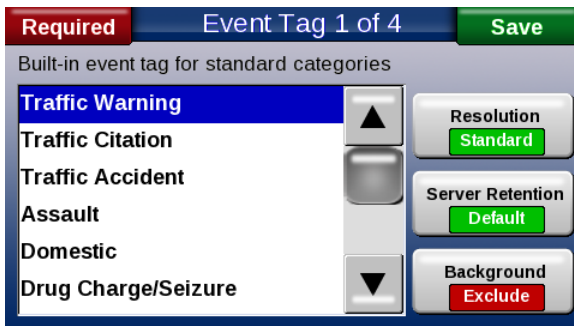 Required
Event Tag 1 of 4
Save
Built-in event tag for standard categories
Traffic Warning
Traffic Citation
Traffic Accident
Assault
Domestic
Drug Charge/Seizure
Resolution
Standard
Server Retention
Default
Background
Exclude